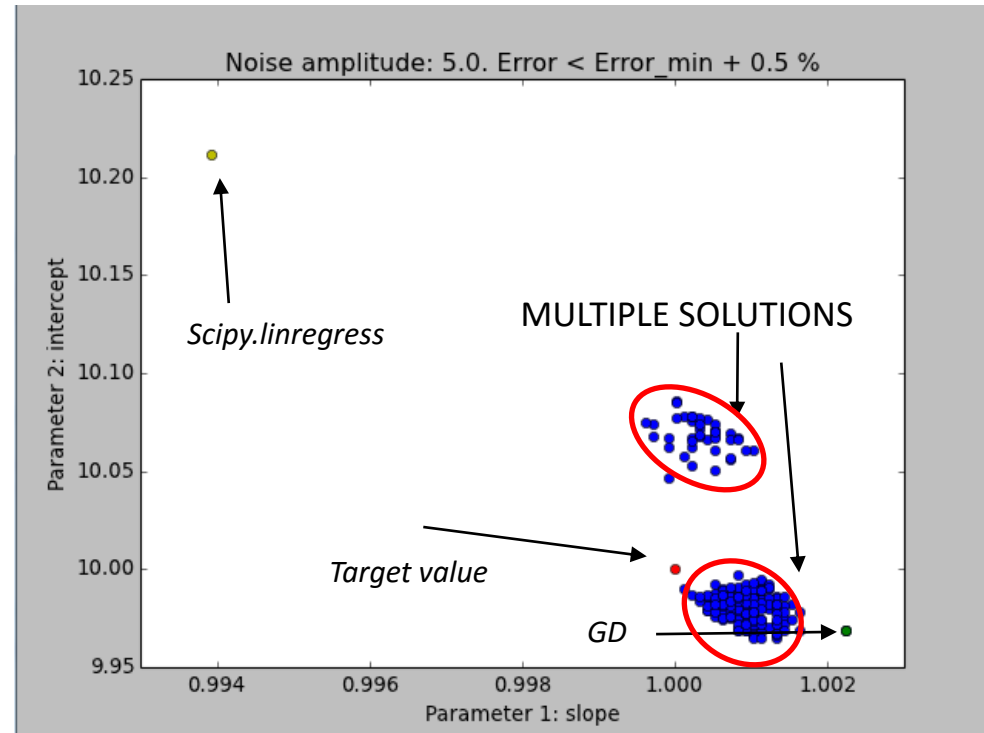 Noise amplitude: 5.0. Error < Error_min + 0.5 %
10.25
10.20
10.15
10.10
10.05
10.00
9.95
Parameter 2: intercept
Scipy.linregress
MULTIPLE SOLUTIONS
Target value
GD
0.994 0.996 0.998 1.000 1.002
Parameter 1: slope